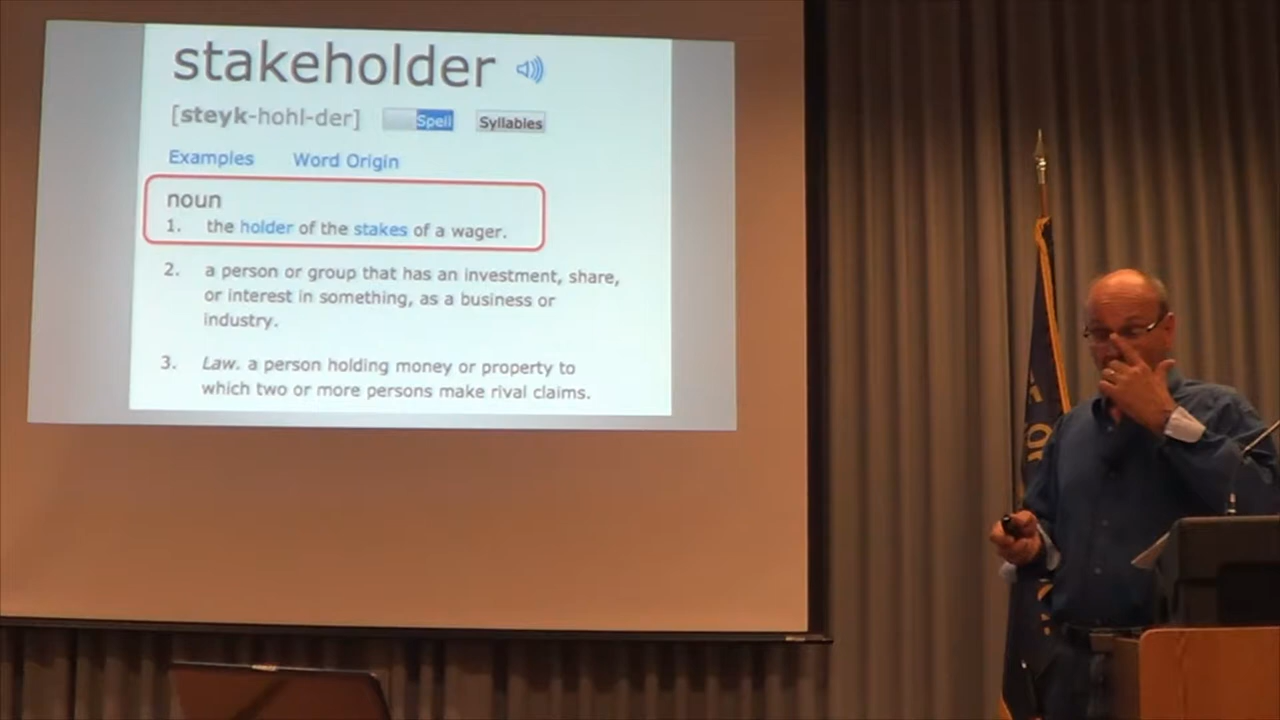 stakeholder
[steyk-hohl-der] Spell Syllables
Examples Word Origin
noun
1. the holder of the stakes of a wager.
2. a person or group that has an investment, share,
or interest in something, as a business or
industry.
3. Law. a person holding money or property to
which two or more persons make rival claims.